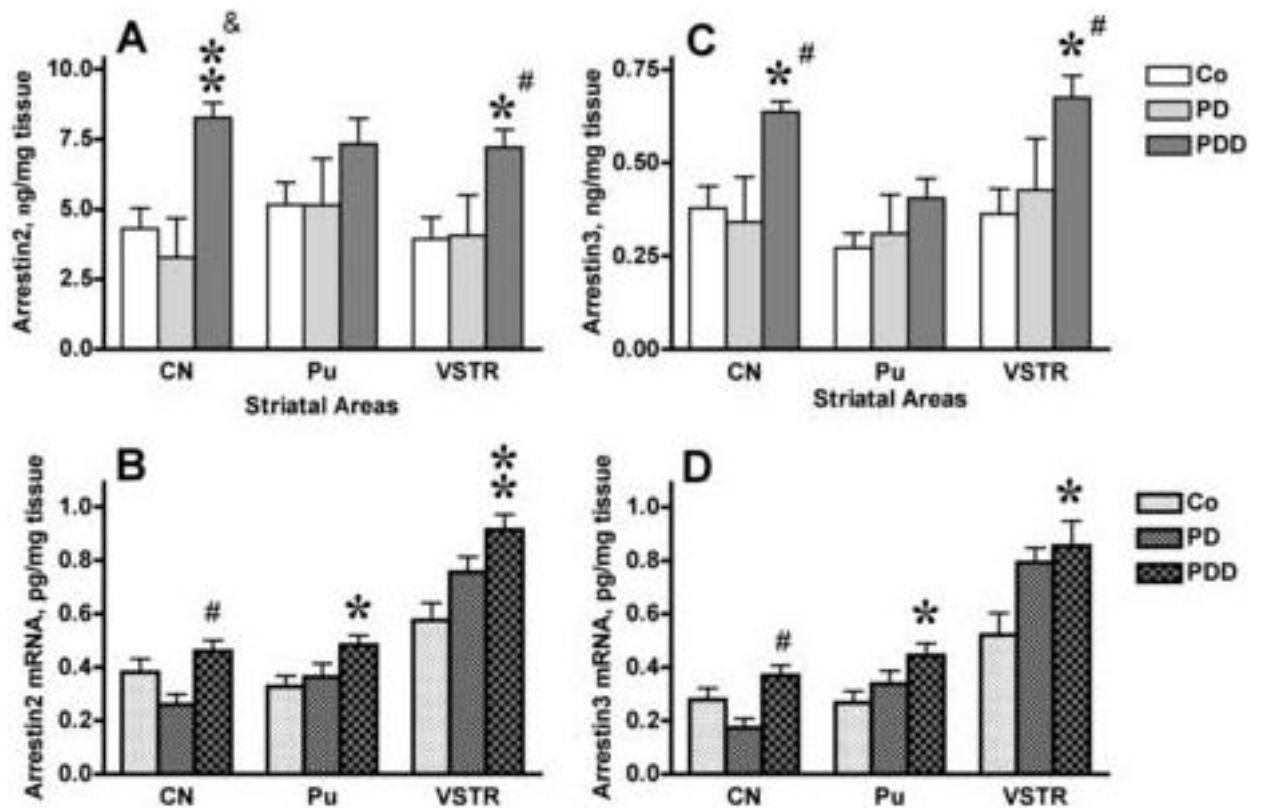 A
Arrestin2, ng/mg tissue
10.0
7.5
5.0
2.5
0.0
&
*
*
* #
CN Pu VSTR
Striatal Areas
C
Arrestin3, ng/mg tissue
0.75
0.50
0.25
0.00
* #
* #
CN Pu VSTR
Striatal Areas
Co
PD
PDD
B
Arrestin2 mRNA, pg/mg tissue
1.0
0.8
0.6
0.4
0.2
0.0
#
*
*
*
CN Pu VSTR
D
Arrestin3 mRNA, pg/mg tissue
1.0
0.8
0.6
0.4
0.2
0.0
#
*
*
CN Pu VSTR
Co
PD
PDD